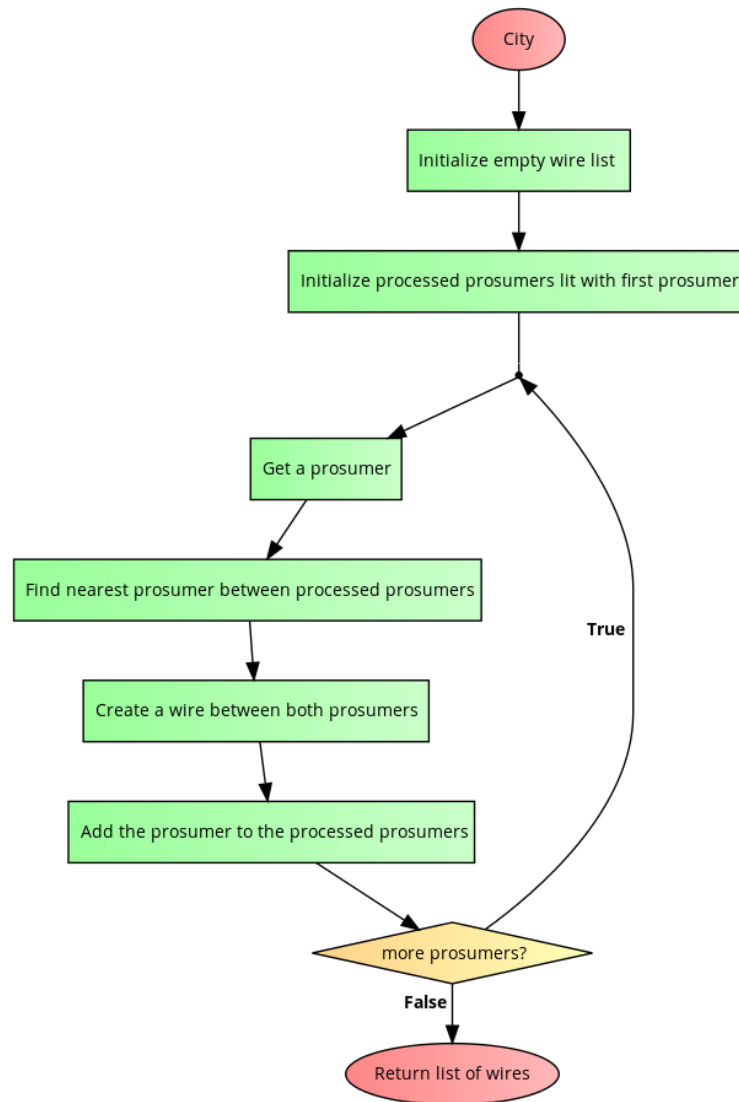 City
Initialize empty wire list
Initialize processed prosumers lit with first prosumer
Get a prosumer
Find nearest prosumer between processed prosumers
True
Create a wire between both prosumers
Add the prosumer to the processed prosumers
more prosumers?
False
Return list of wires